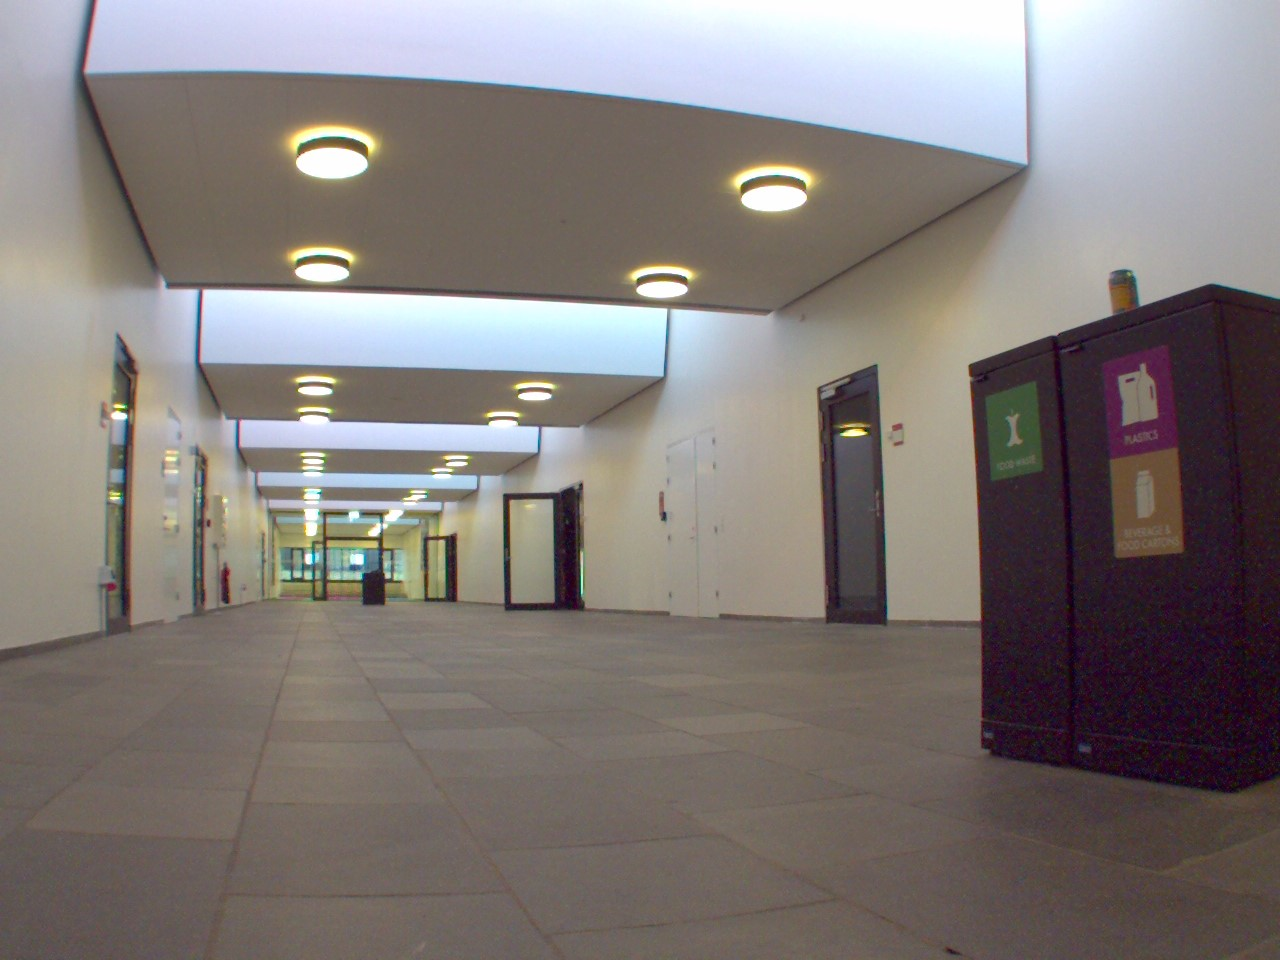 FOOD WASTE
PLASTICS
BEVERAGE &
FOOD CARTONS